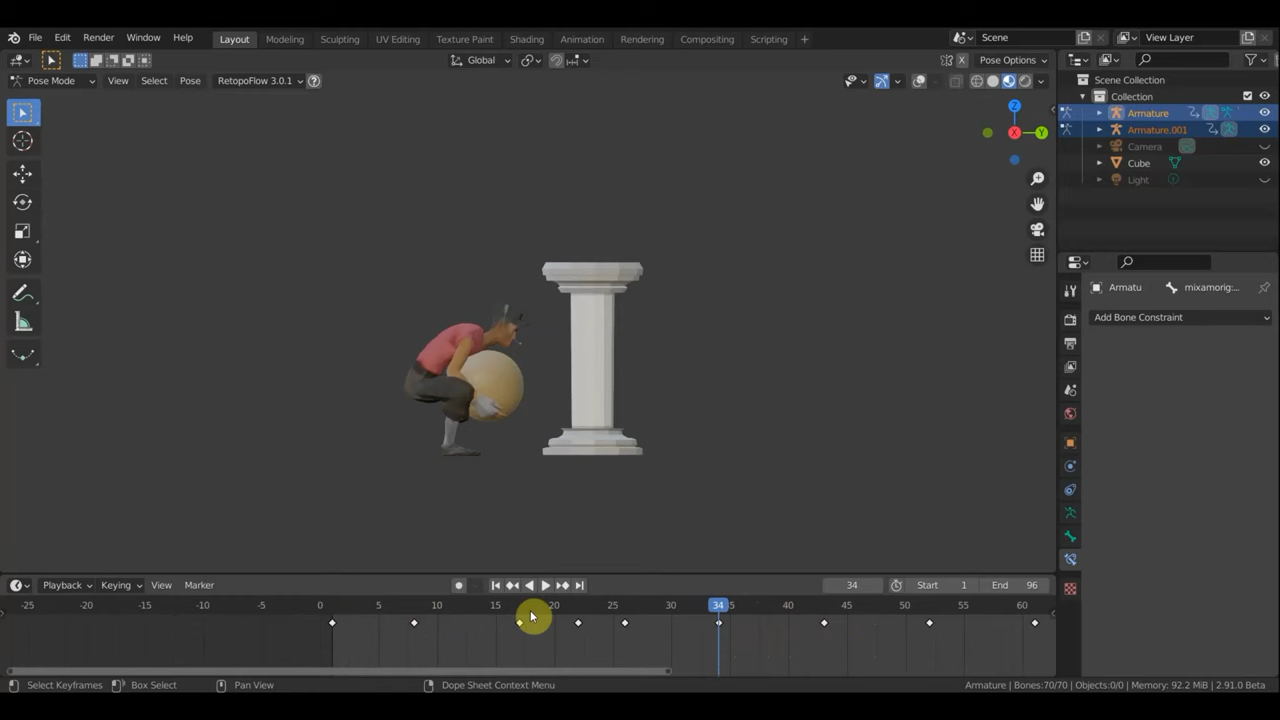 File Edit Render Window Help Layout Modeling Sculpting UV Editing Texture Paint Shading Animation Rendering Compositing Scripting + Scene View Layer
Global Pose Options
Pose Mode View Select Pose RetopoFlow 3.0.1 ?
Z
X Y
Scene Collection
Collection
Armature
Armature.001
Camera
Cube
Light
Armatu mixamorig:...
Add Bone Constraint
Playback Keying View Marker 34 Start 1 End 96
-25 -20 -15 -10 -5 0 5 10 15 20 25 30 34 35 40 45 50 55 60
Select Keyframes Box Select Pan View Dope Sheet Context Menu Armature | Bones:70/70 | Objects:0/0 | Memory: 92.2 MiB | 2.91.0 Beta